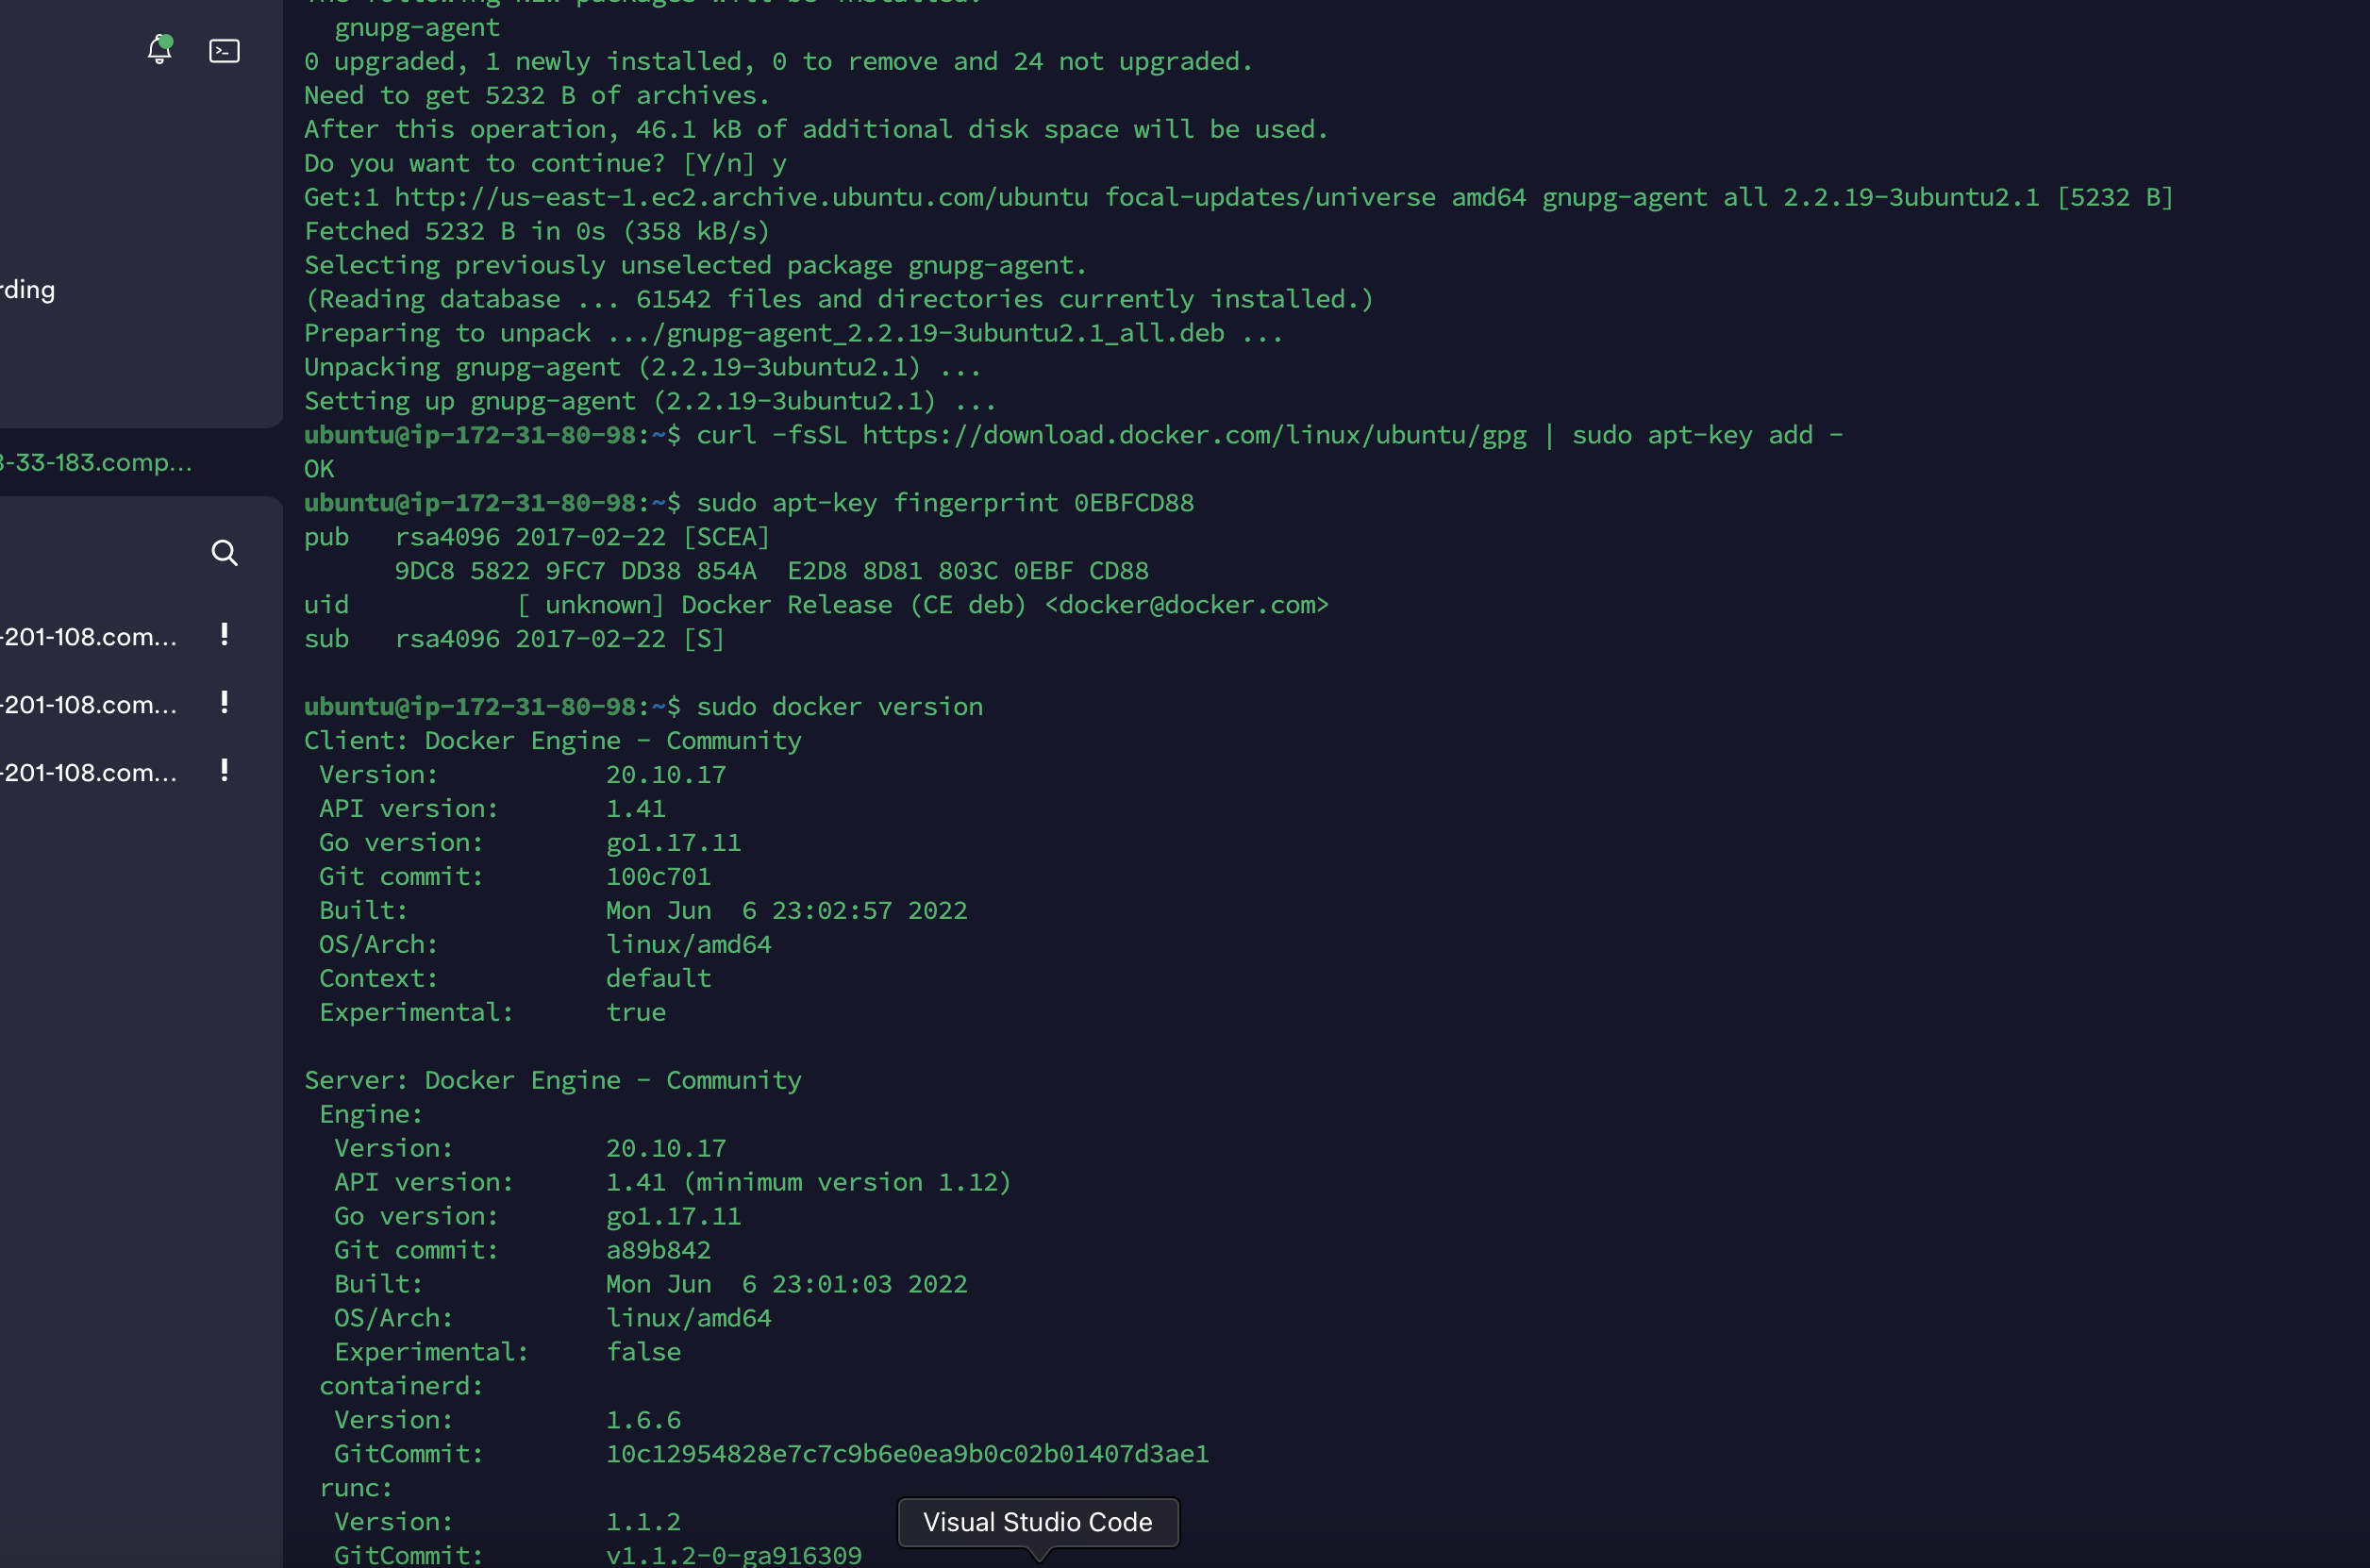 The following NEW packages will be installed:
gnupg-agent
0 upgraded, 1 newly installed, 0 to remove and 24 not upgraded.
Need to get 5232 B of archives.
After this operation, 46.1 kB of additional disk space will be used.
Do you want to continue? [Y/n] y
Get:1 http://us-east-1.ec2.archive.ubuntu.com/ubuntu focal-updates/universe amd64 gnupg-agent all 2.2.19-3ubuntu2.1 [5232 B]
Fetched 5232 B in 0s (358 kB/s)
Selecting previously unselected package gnupg-agent.
(Reading database ... 61542 files and directories currently installed.)
Preparing to unpack .../gnupg-agent_2.2.19-3ubuntu2.1_all.deb ...
Unpacking gnupg-agent (2.2.19-3ubuntu2.1) ...
Setting up gnupg-agent (2.2.19-3ubuntu2.1) ...
ubuntu@ip-172-31-80-98:~$ curl -fsSL https://download.docker.com/linux/ubuntu/gpg | sudo apt-key add -
OK
ubuntu@ip-172-31-80-98:~$ sudo apt-key fingerprint 0EBFCD88
pub   rsa4096 2017-02-22 [SCEA]
9DC8 5822 9FC7 DD38 854A  E2D8 8D81 803C 0EBF CD88
uid           [ unknown] Docker Release (CE deb) <docker@docker.com>
sub   rsa4096 2017-02-22 [S]
ubuntu@ip-172-31-80-98:~$ sudo docker version
Client: Docker Engine - Community
Version:           20.10.17
API version:       1.41
Go version:        go1.17.11
Git commit:        100c701
Built:             Mon Jun  6 23:02:57 2022
OS/Arch:           linux/amd64
Context:           default
Experimental:      true
Server: Docker Engine - Community
Engine:
Version:          20.10.17
API version:      1.41 (minimum version 1.12)
Go version:       go1.17.11
Git commit:       a89b842
Built:            Mon Jun  6 23:01:03 2022
OS/Arch:          linux/amd64
Experimental:     false
containerd:
Version:          1.6.6
GitCommit:        10c12954828e7c7c9b6e0ea9b0c02b01407d3ae1
runc:
Version:          1.1.2
GitCommit:        v1.1.2-0-ga916309
rding
3-33-183.comp...
-201-108.com... !
-201-108.com... !
-201-108.com... !
Visual Studio Code